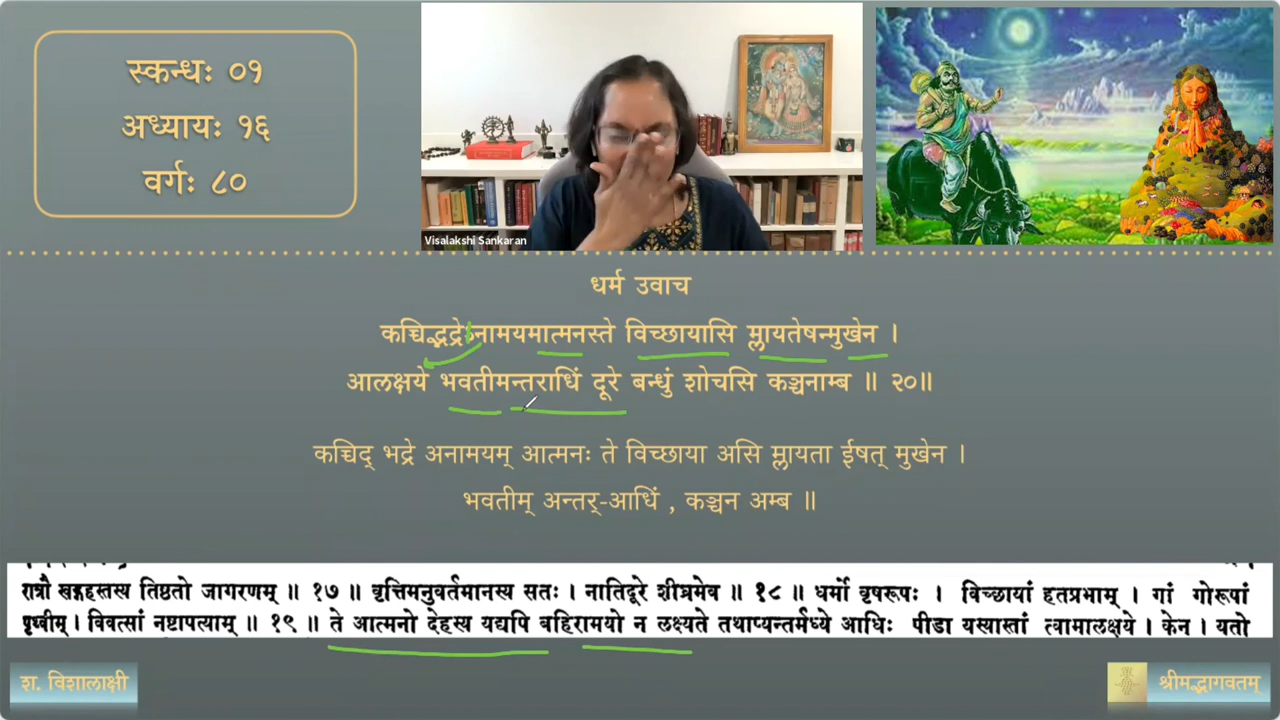 स्कन्धः ०१
अध्यायः १६
वर्गः ८०
Visalakshi Sankaran
धर्म उवाच
कच्चिद्भद्रेऽनामयमात्मनस्ते विच्छायासि म्लायतेषन्मुखेन ।
आलक्षये भवतीमन्तराधिं दूरे बन्धुं शोचसि कञ्चनाम्ब ॥ २०॥
कच्चिद् भद्रे अनामयम् आत्मनः ते विच्छाया असि म्लायता ईषत् मुखेन ।
भवतीम् अन्तर्-आधिं , कञ्चन अम्ब ॥
रात्रौ खड्गहस्तस्य तिष्ठतो जागरणम् ॥ १७ ॥ वृत्तिमनुवर्तमानस्य सतः । नातिदूरे शीघ्रमेव ॥ १८ ॥ धर्मो वृषरूपः । विच्छायां हतप्रभाम् । गां गोरूपां
पृथ्वीम् । विवत्सां नष्टापत्याम् ॥ १९ ॥ ते आत्मनो देहस्य यद्यपि बहिरामयो न लक्ष्यते तथाप्यन्तर्मध्ये आधिः पीडा यस्यास्तां त्वामालक्षये । केन । यतो
श. विशालाक्षी
श्रीमद्भागवतम्